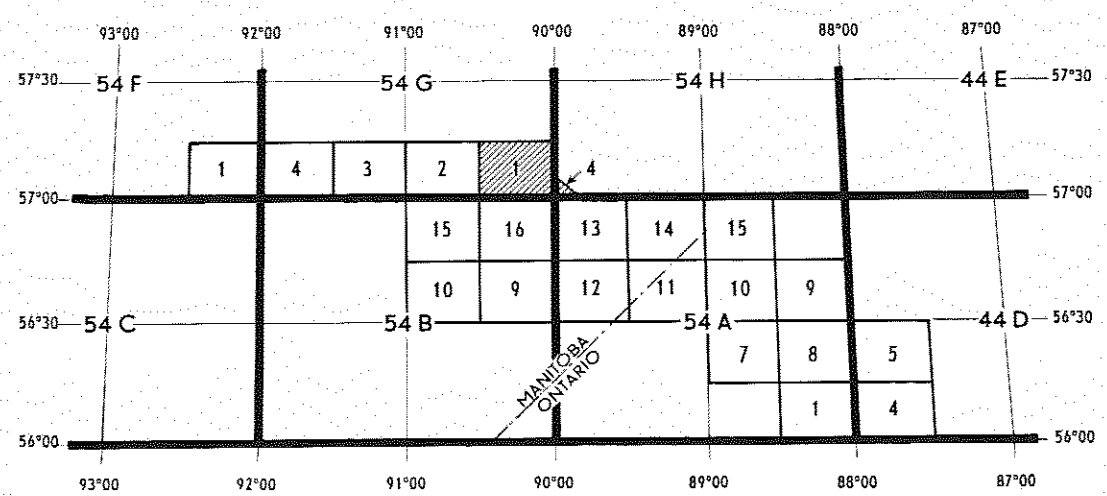 93°00 92°00 91°00 90°00 89°00 88°00 87°00
57°30 54 F 54 G 54 H 44 E 57°30
1 4 3 2 1 4
57°00 57°00
15 16 13 14 15
10 9 12 11 10 9
56°30 54 C 54 B 54 A 44 D 56°30
7 8 5
MANITOBA
ONTARIO
1 4
56°00 56°00
93°00 92°00 91°00 90°00 89°00 88°00 87°00